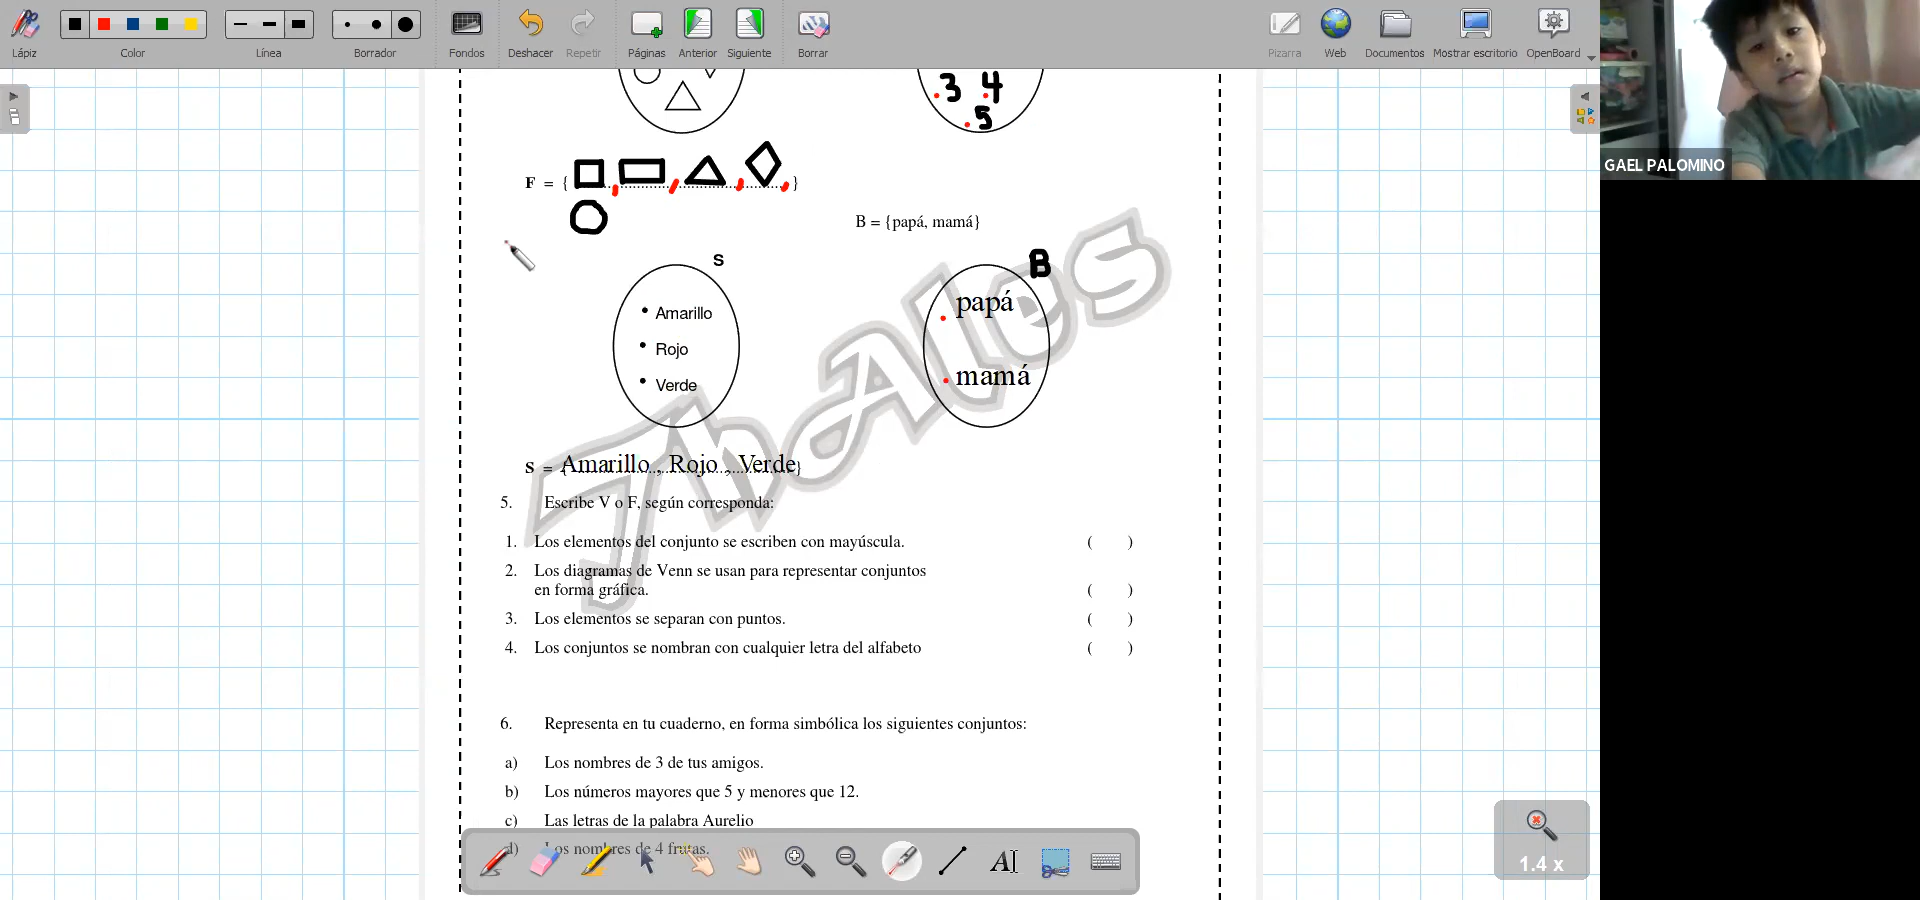 Lápiz Color Línea Borrador Fondos Deshacer Repetir Páginas Anterior Siguiente Borrar Pizarra Web Documentos Mostrar escritorio OpenBoard
3 4
5
F = { , , , , }
B = {papá, mamá}
S
B
• Amarillo
• Rojo
• Verde
papá
mamá
S = {Amarillo , Rojo , Verde}
5. Escribe V o F, según corresponda:
1. Los elementos del conjunto se escriben con mayúscula. ( )
2. Los diagramas de Venn se usan para representar conjuntos
en forma gráfica. ( )
3. Los elementos se separan con puntos. ( )
4. Los conjuntos se nombran con cualquier letra del alfabeto ( )
6. Representa en tu cuaderno, en forma simbólica los siguientes conjuntos:
a) Los nombres de 3 de tus amigos.
b) Los números mayores que 5 y menores que 12.
c) Las letras de la palabra Aurelio
d) Los nombres de 4 frutas.
Thales
GAEL PALOMINO
1.4 x